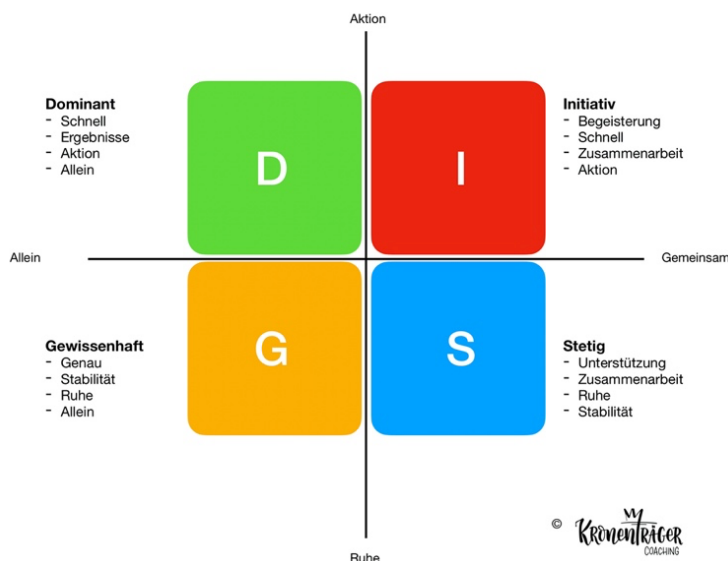 Aktion
Dominant
- Schnell
- Ergebnisse
- Aktion
- Allein
D
I
Initiativ
- Begeisterung
- Schnell
- Zusammenarbeit
- Aktion
Allein
Gemeinsam
Gewissenhaft
- Genau
- Stabilität
- Ruhe
- Allein
G
S
Stetig
- Unterstützung
- Zusammenarbeit
- Ruhe
- Stabilität
© KRONENTRÄGER
COACHING
Ruhe